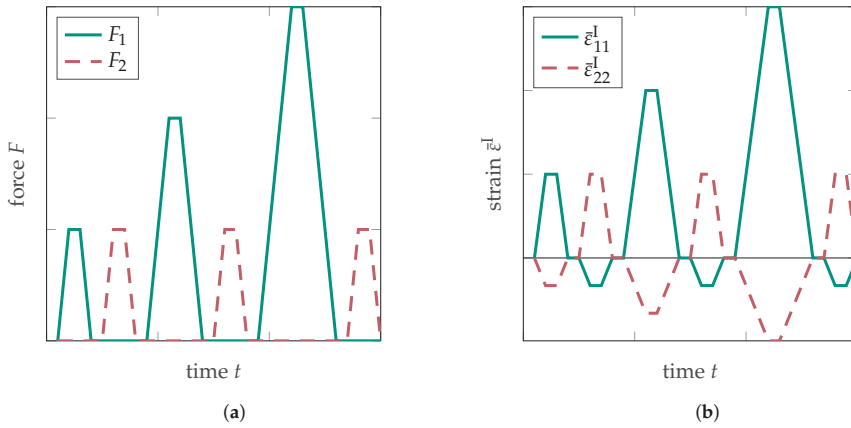 F₁
F₂
force F
time t
(a)
ε̄ᴵ₁₁
ε̄ᴵ₂₂
strain ε̄ᴵ
time t
(b)